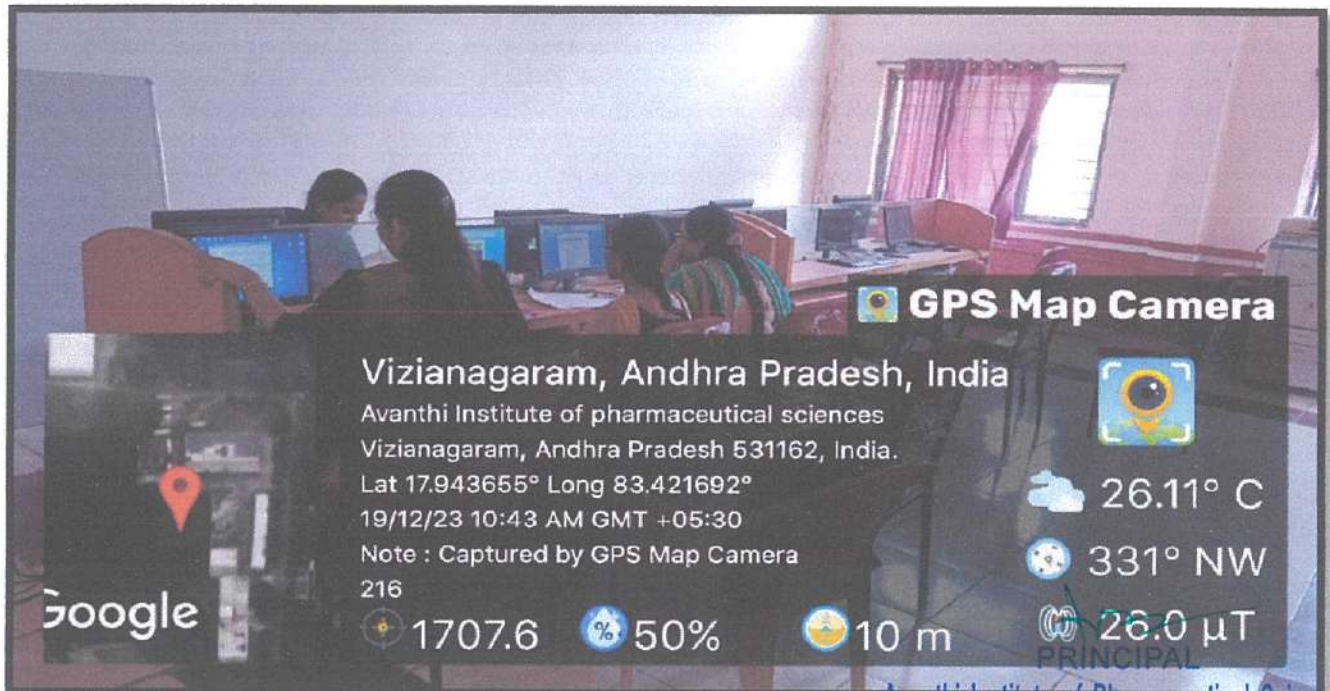 GPS Map Camera
Vizianagaram, Andhra Pradesh, India
Avanthi Institute of pharmaceutical sciences
Vizianagaram, Andhra Pradesh 531162, India.
Lat 17.943655° Long 83.421692°
19/12/23 10:43 AM GMT +05:30
Note : Captured by GPS Map Camera
216
Google
1707.6
50%
10 m
26.11° C
331° NW
26.0 µT
PRINCIPAL